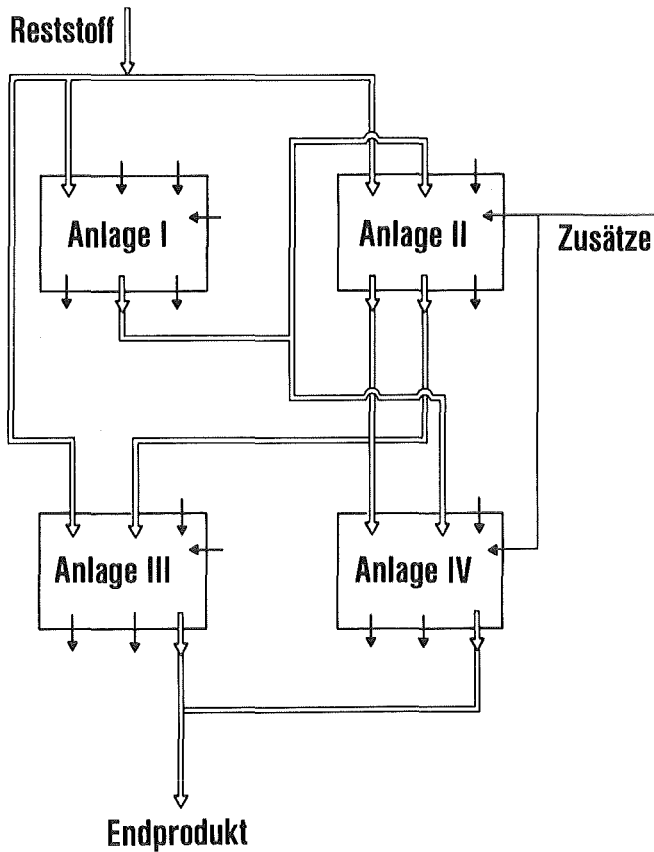 Reststoff
Anlage I
Anlage II
Zusätze
Anlage III
Anlage IV
Endprodukt